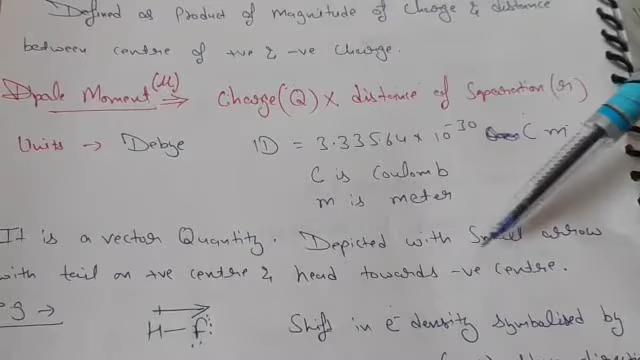 Defined as Product of Magnitude of Charge & distance
between centre of +ve & -ve Charge.
Dipole Moment (μ) ⇒ Charge (Q) × distance of Separation (r)
Units → Debye 1D = 3.33564 × 10⁻³⁰ C m
C is Coulomb
m is meter
It is a vector Quantity. Depicted with Small arrow
with tail on +ve centre & head towards -ve centre.
eg → H–F Shift in e⁻ density symbolised by